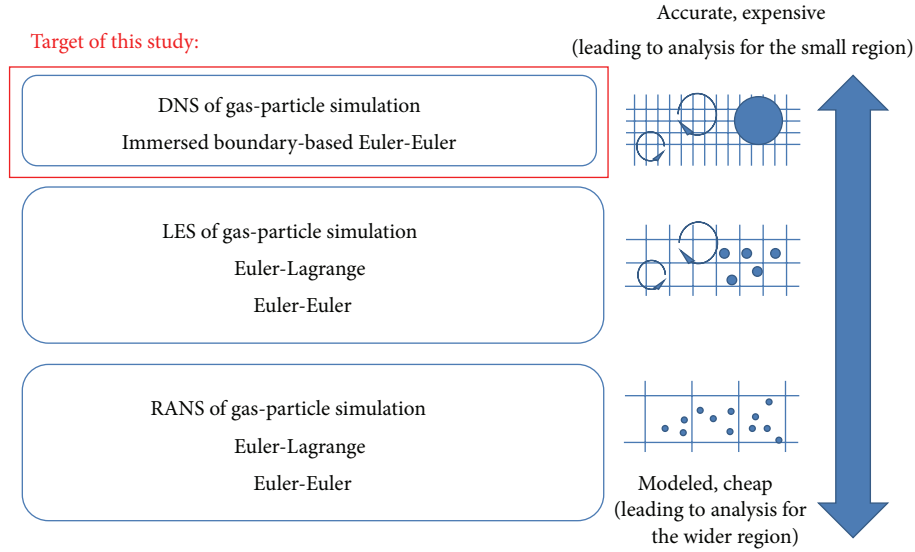 Target of this study:
Accurate, expensive
(leading to analysis for the small region)
DNS of gas-particle simulation
Immersed boundary-based Euler-Euler
LES of gas-particle simulation
Euler-Lagrange
Euler-Euler
RANS of gas-particle simulation
Euler-Lagrange
Euler-Euler
Modeled, cheap
(leading to analysis for
the wider region)